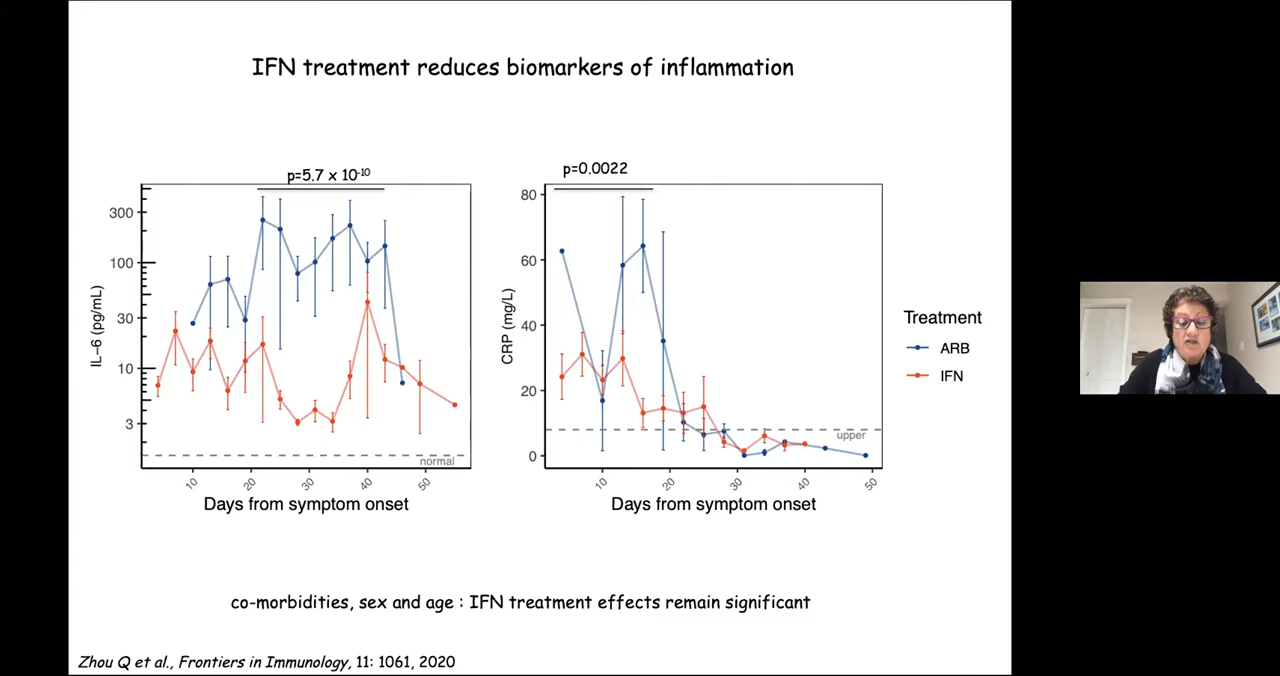 IFN treatment reduces biomarkers of inflammation
p=5.7 x 10⁻¹⁰
300
100
30
10
3
IL–6 (pg/mL)
normal
10
20
30
40
50
Days from symptom onset
p=0.0022
80
60
40
20
0
CRP (mg/L)
upper
10
20
30
40
50
Days from symptom onset
Treatment
ARB
IFN
co-morbidities, sex and age : IFN treatment effects remain significant
Zhou Q et al., Frontiers in Immunology, 11: 1061, 2020